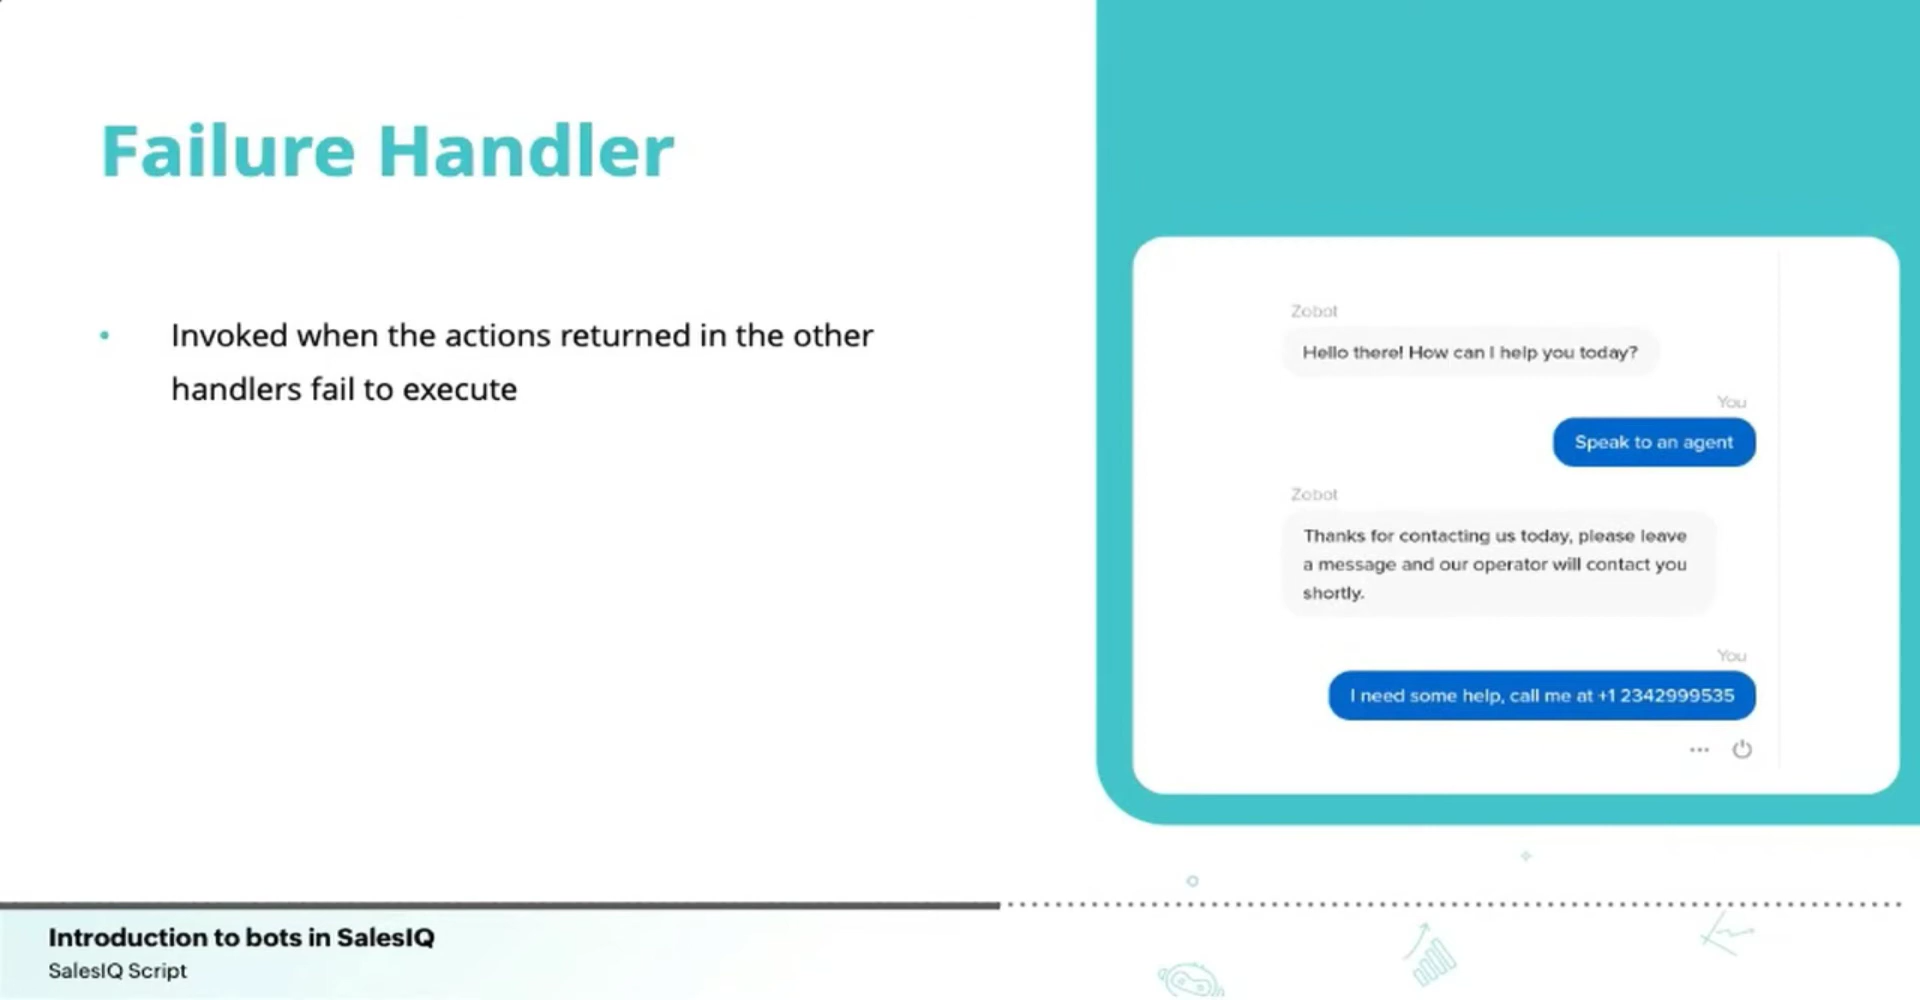 Failure Handler
• Invoked when the actions returned in the other
handlers fail to execute
Zobot
Hello there! How can I help you today?
You
Speak to an agent
Zobot
Thanks for contacting us today, please leave
a message and our operator will contact you
shortly.
You
I need some help, call me at +1 2342999535
Introduction to bots in SalesIQ
SalesIQ Script